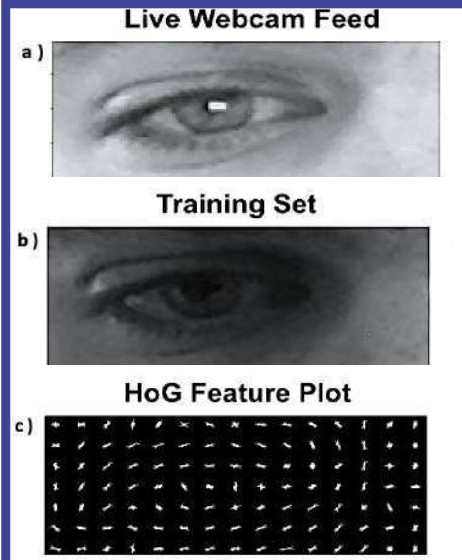 Live Webcam Feed
a )
Training Set
b )
HoG Feature Plot
c )